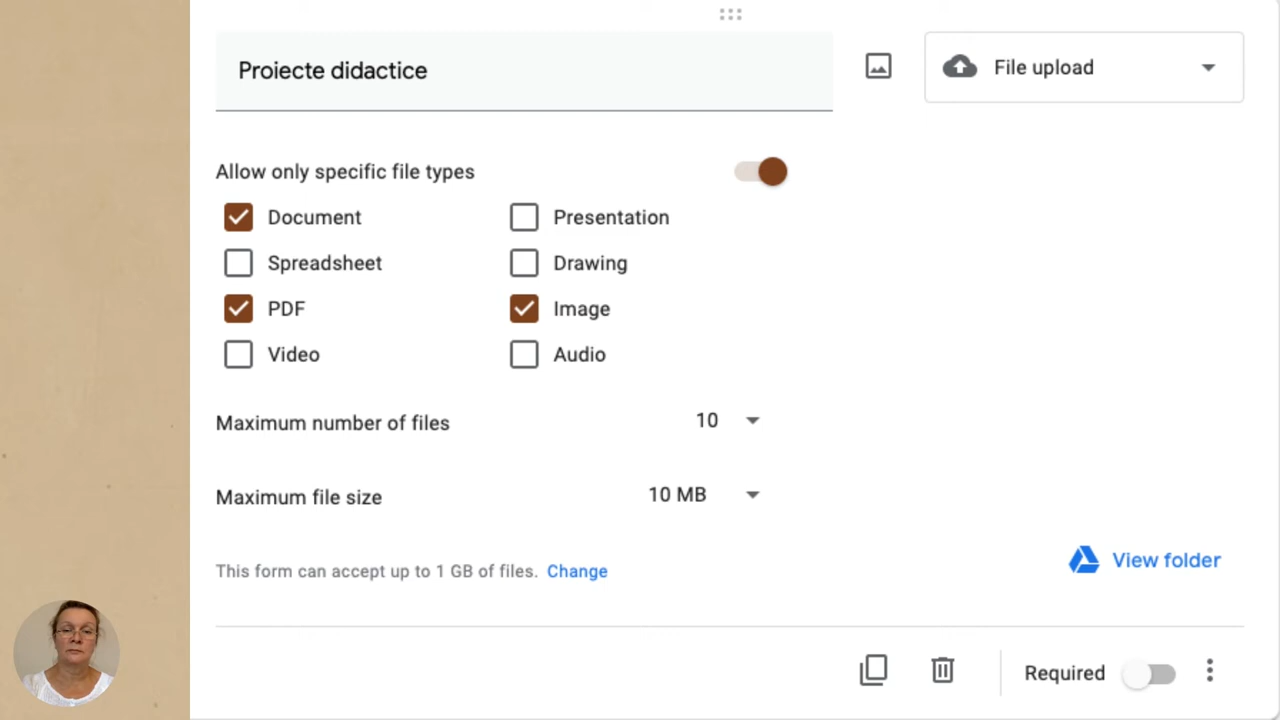 Proiecte didactice
File upload
Allow only specific file types
Document
Presentation
Spreadsheet
Drawing
PDF
Image
Video
Audio
Maximum number of files 10
Maximum file size 10 MB
This form can accept up to 1 GB of files. Change
View folder
Required